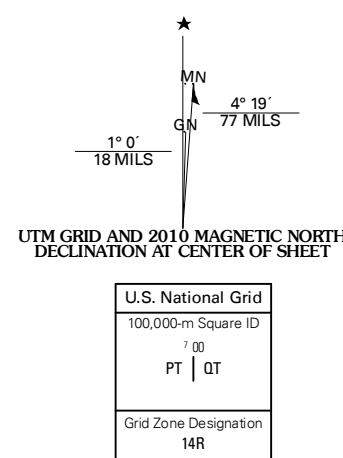 ★
MN
4° 19´
77 MILS
GN
1° 0´
18 MILS
UTM GRID AND 2010 MAGNETIC NORTH
DECLINATION AT CENTER OF SHEET
U.S. National Grid
100,000-m Square ID
7 00
PT | QT
Grid Zone Designation
14R